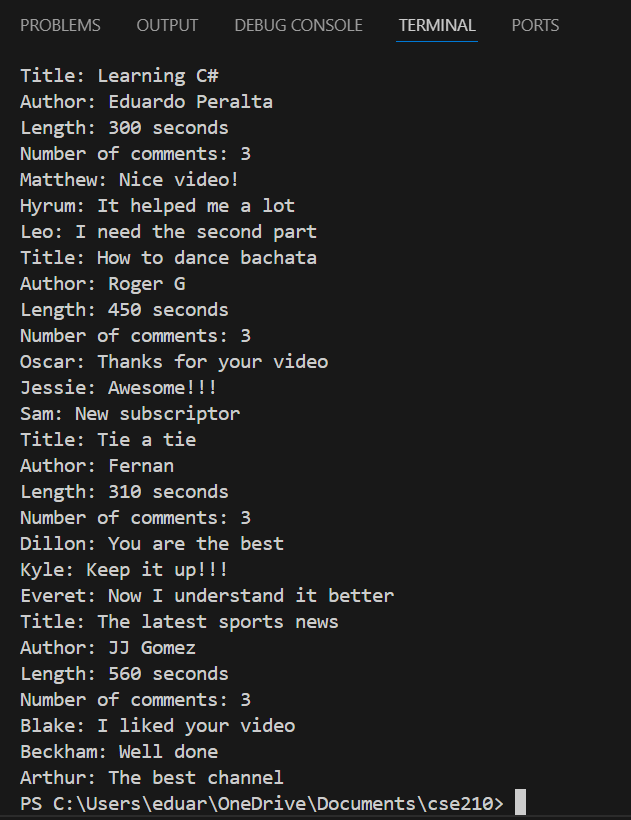 PROBLEMS OUTPUT DEBUG CONSOLE TERMINAL PORTS
Title: Learning C#
Author: Eduardo Peralta
Length: 300 seconds
Number of comments: 3
Matthew: Nice video!
Hyrum: It helped me a lot
Leo: I need the second part
Title: How to dance bachata
Author: Roger G
Length: 450 seconds
Number of comments: 3
Oscar: Thanks for your video
Jessie: Awesome!!!
Sam: New subscriptor
Title: Tie a tie
Author: Fernan
Length: 310 seconds
Number of comments: 3
Dillon: You are the best
Kyle: Keep it up!!!
Everet: Now I understand it better
Title: The latest sports news
Author: JJ Gomez
Length: 560 seconds
Number of comments: 3
Blake: I liked your video
Beckham: Well done
Arthur: The best channel
PS C:\Users\eduar\OneDrive\Documents\cse210>